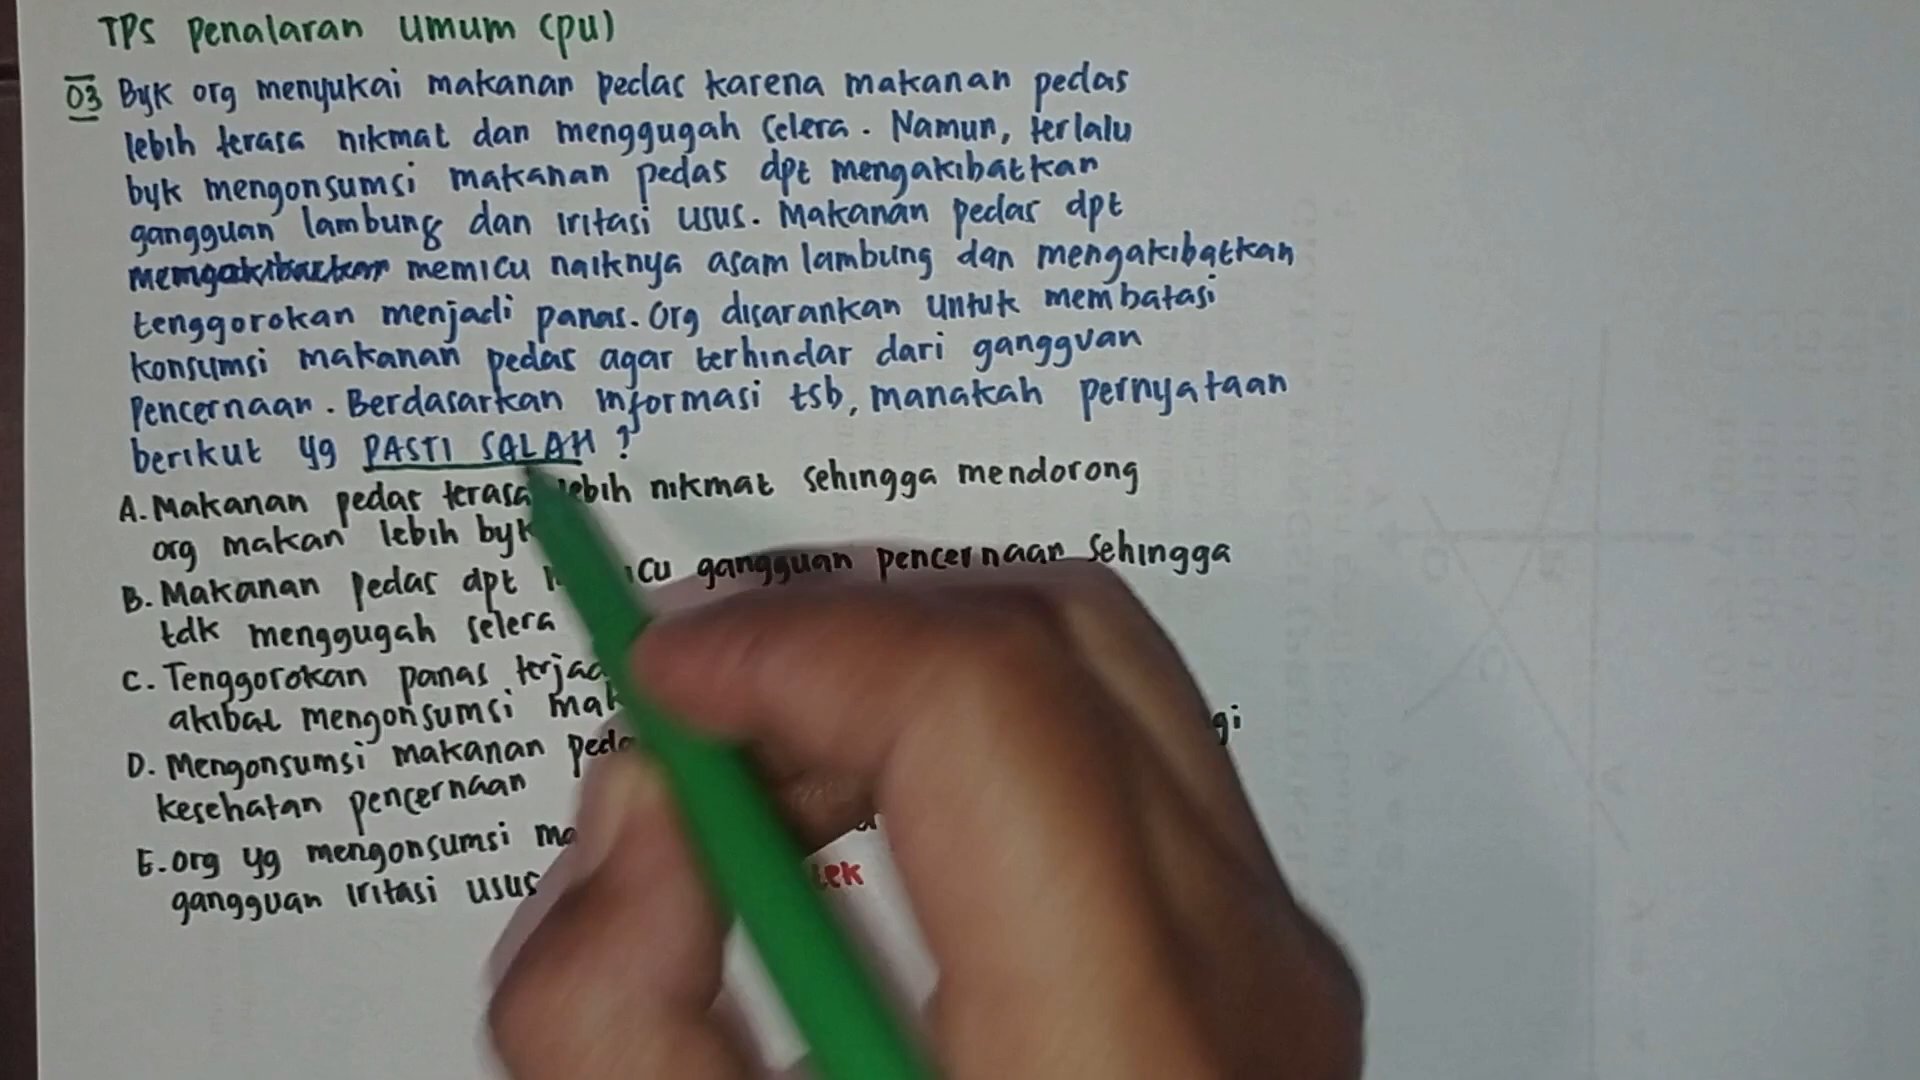 TPS Penalaran Umum (PU)
03 Byk org menyukai makanan pedas karena makanan pedas
lebih terasa nikmat dan menggugah selera. Namun, terlalu
byk mengonsumsi makanan pedas dpt mengakibatkan
gangguan lambung dan iritasi usus. Makanan pedas dpt
memicu naiknya asam lambung dan mengakibatkan
tenggorokan menjadi panas. Org disarankan untuk membatasi
konsumsi makanan pedas agar terhindar dari gangguan
Pencernaan. Berdasarkan informasi tsb, manakah pernyataan
berikut yg PASTI SALAH?
A. Makanan pedas terasa lebih nikmat sehingga mendorong
org makan lebih byk
B. Makanan pedas dpt gangguan pencernaan sehingga
tdk menggugah selera
C. Tenggorokan panas
akibat mengonsumsi
D. Mengonsumsi makanan
kesehatan pencernaan
E. org yg mengonsumsi
gangguan iritasi usus